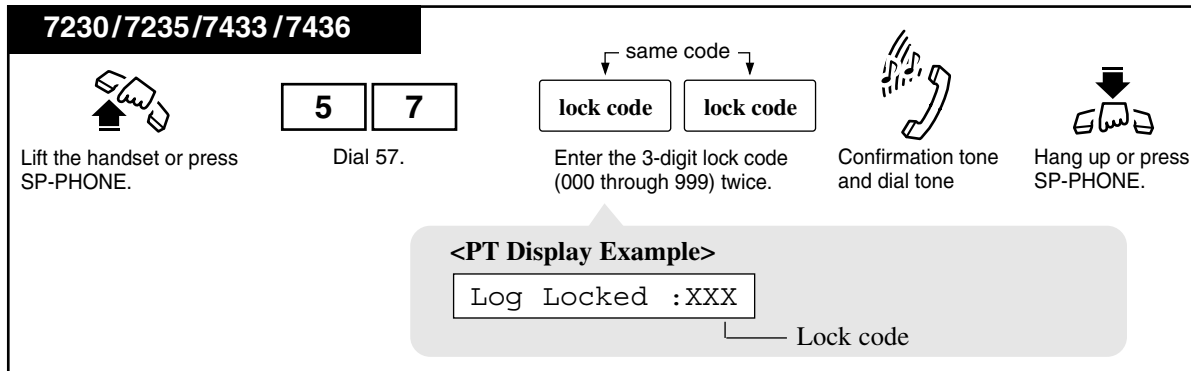 7230/7235/7433/7436
same code
5 7
lock code lock code
Lift the handset or press
SP-PHONE.
Dial 57.
Enter the 3-digit lock code
(000 through 999) twice.
Confirmation tone
and dial tone
Hang up or press
SP-PHONE.
<PT Display Example>
Log Locked :XXX
Lock code